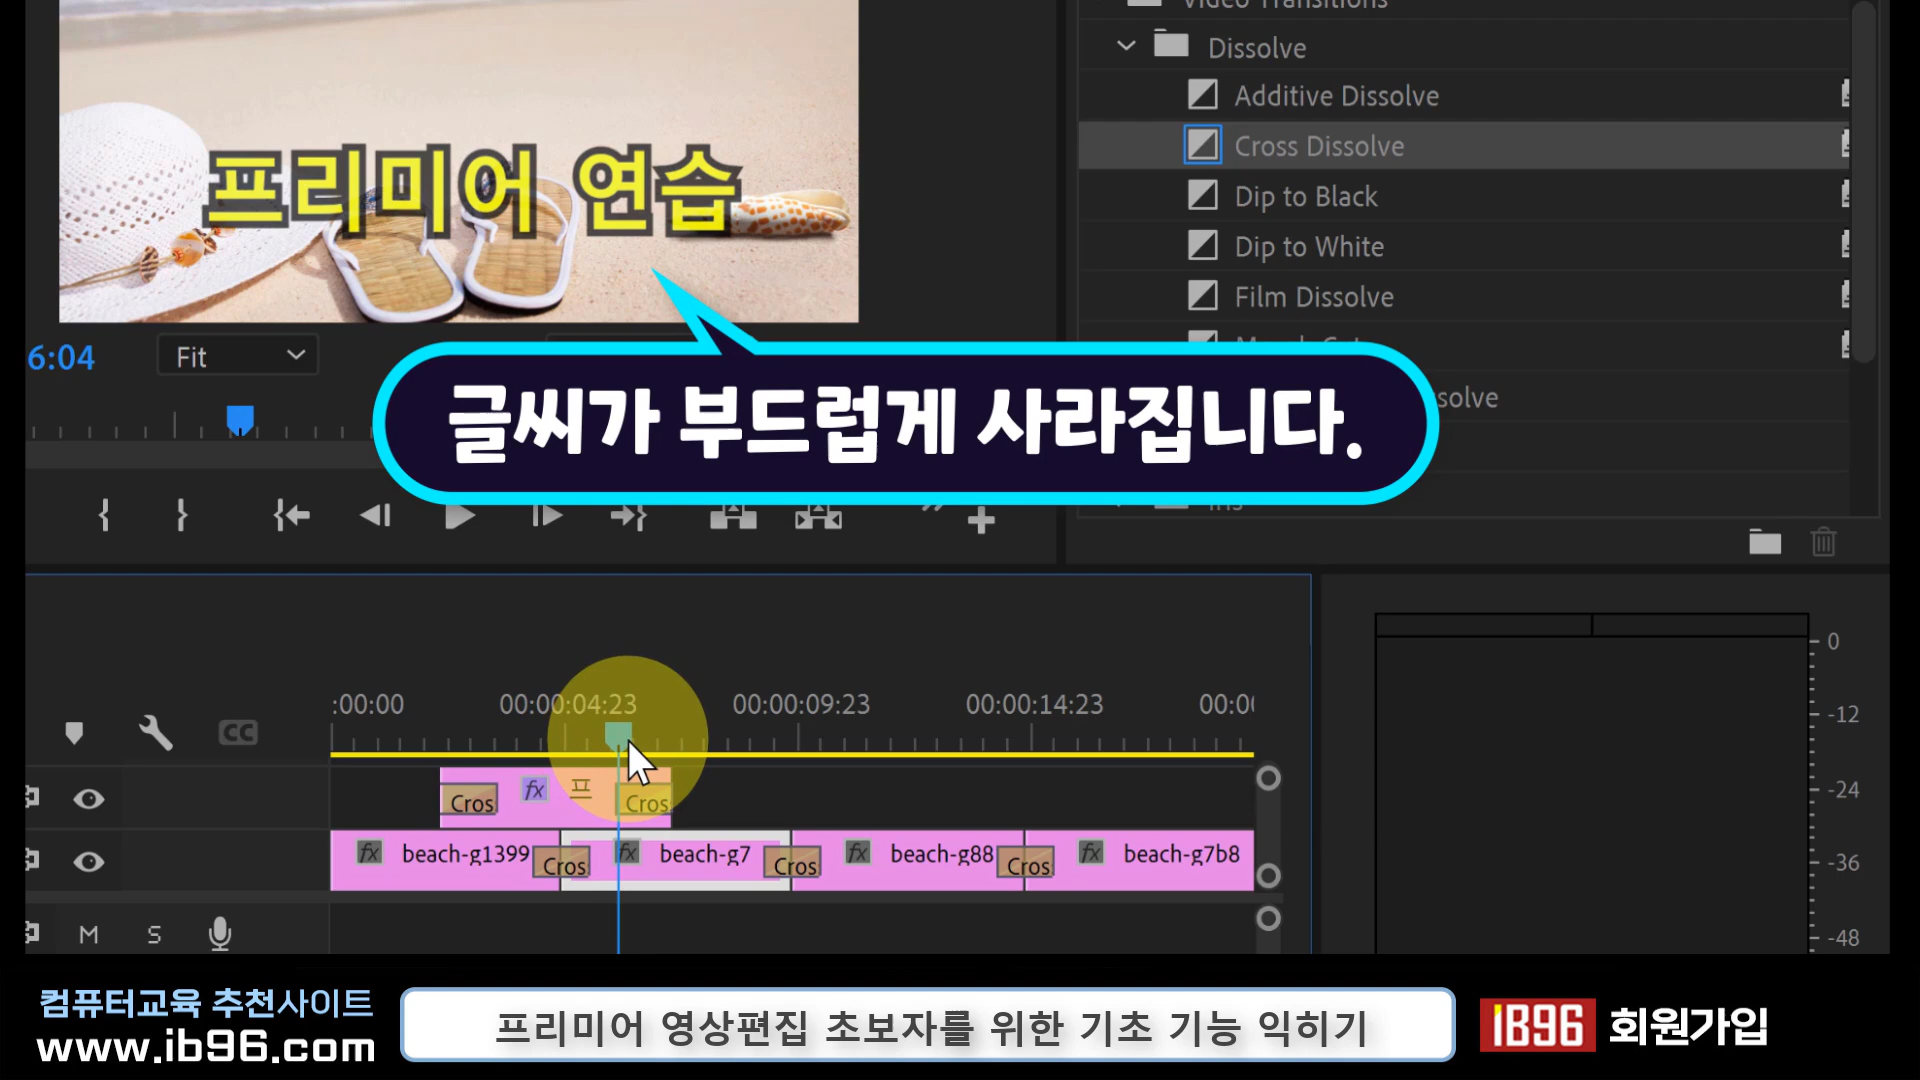 Video Transitions
Dissolve
Additive Dissolve
Cross Dissolve
Dip to Black
Dip to White
Film Dissolve
solve
프리미어 연습
6:04
Fit
글씨가 부드럽게 사라집니다.
:00:00
00:00:04:23
00:00:09:23
00:00:14:23
00:0
CC
Cros
fx
프
Cros
fx
beach-g1399
Cros
fx
beach-g7
Cros
fx
beach-g88
Cros
fx
beach-g7b8
M
S
0
-12
-24
-36
-48
컴퓨터교육 추천사이트
www.ib96.com
프리미어 영상편집 초보자를 위한 기초 기능 익히기
IB96 회원가입